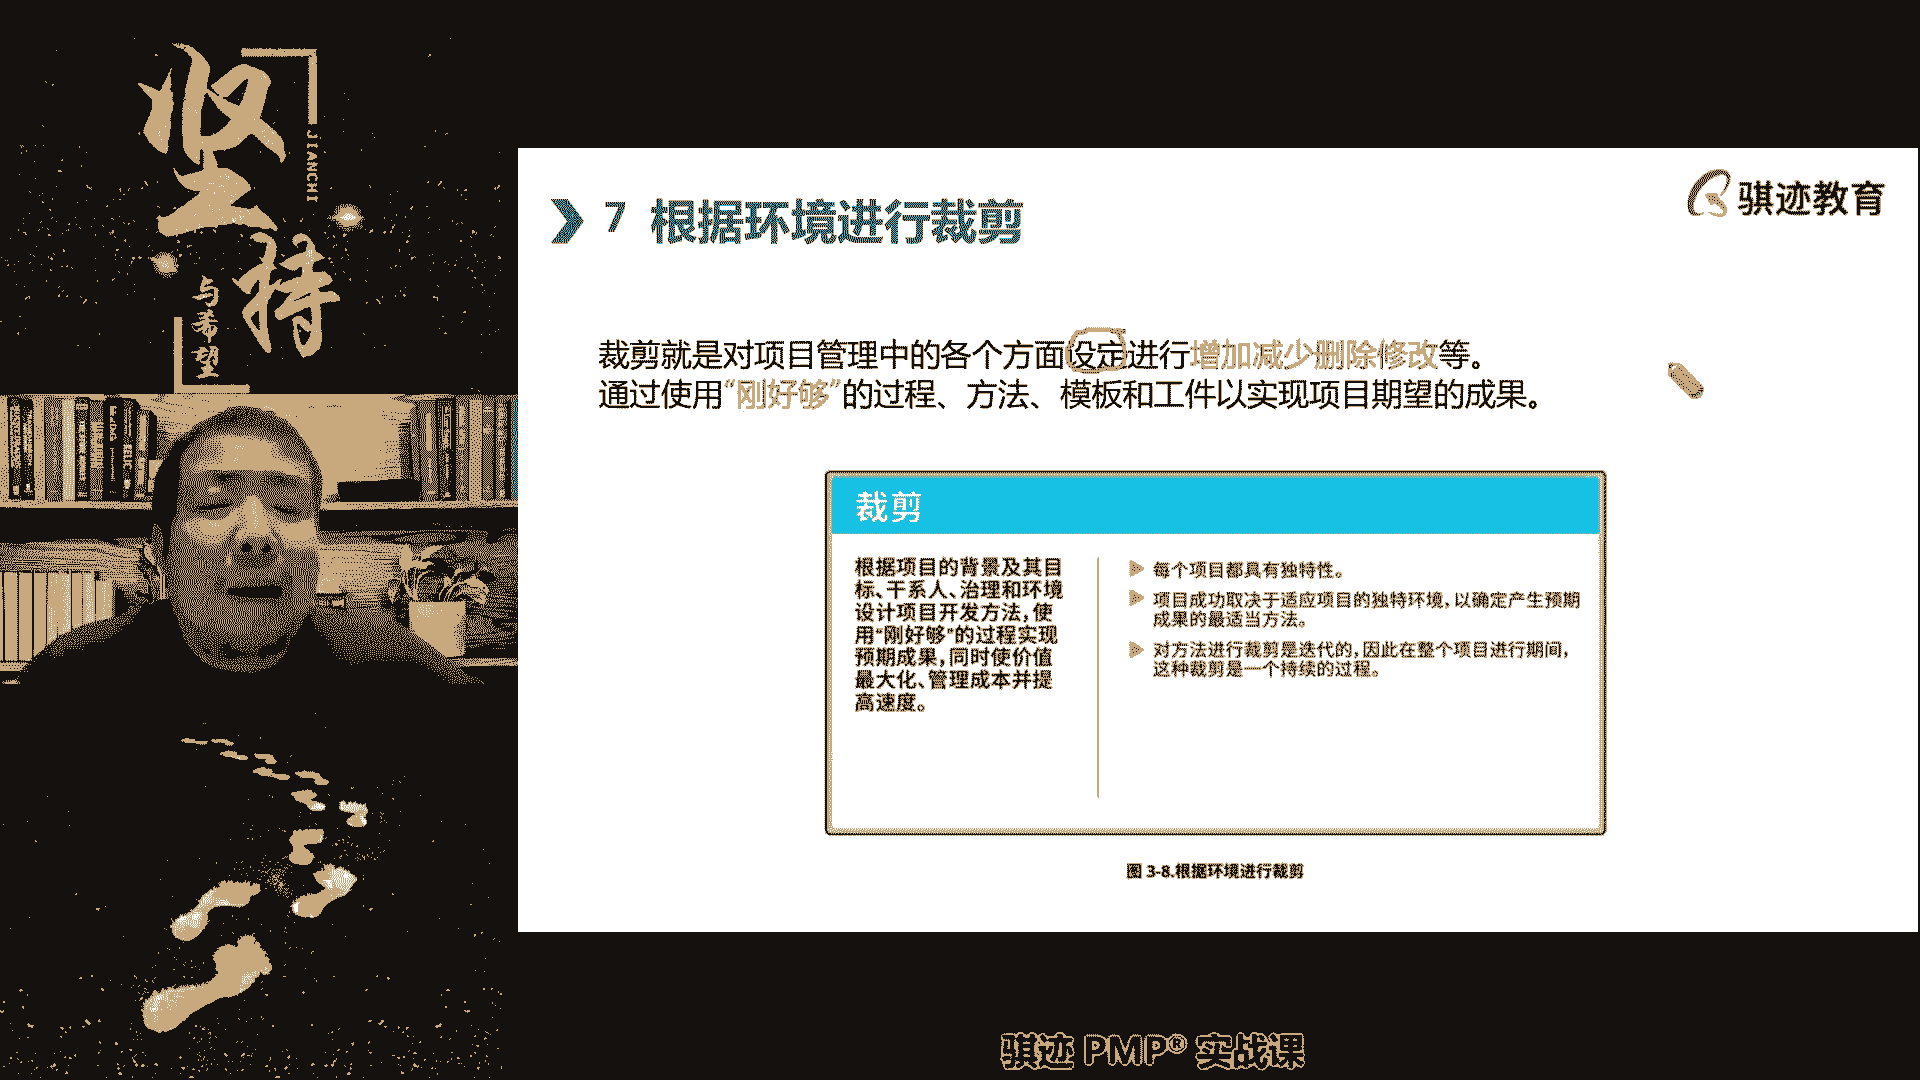 坚持
JIANCHI
与希望
骐迹教育
7 根据环境进行裁剪
裁剪就是对项目管理中的各个方面设定进行增加减少删除修改等。
通过使用“刚好够”的过程、方法、模板和工件以实现项目期望的成果。
裁剪
根据项目的背景及其目
标、干系人、治理和环境
设计项目开发方法，使
用“刚好够”的过程实现
预期成果，同时使价值
最大化、管理成本并提
高速度。
每个项目都具有独特性。
项目成功取决于适应项目的独特环境，以确定产生预期
成果的最适当方法。
对方法进行裁剪是迭代的，因此在整个项目进行期间，
这种裁剪是一个持续的过程。
图 3-8.根据环境进行裁剪
骐迹 PMP® 实战课